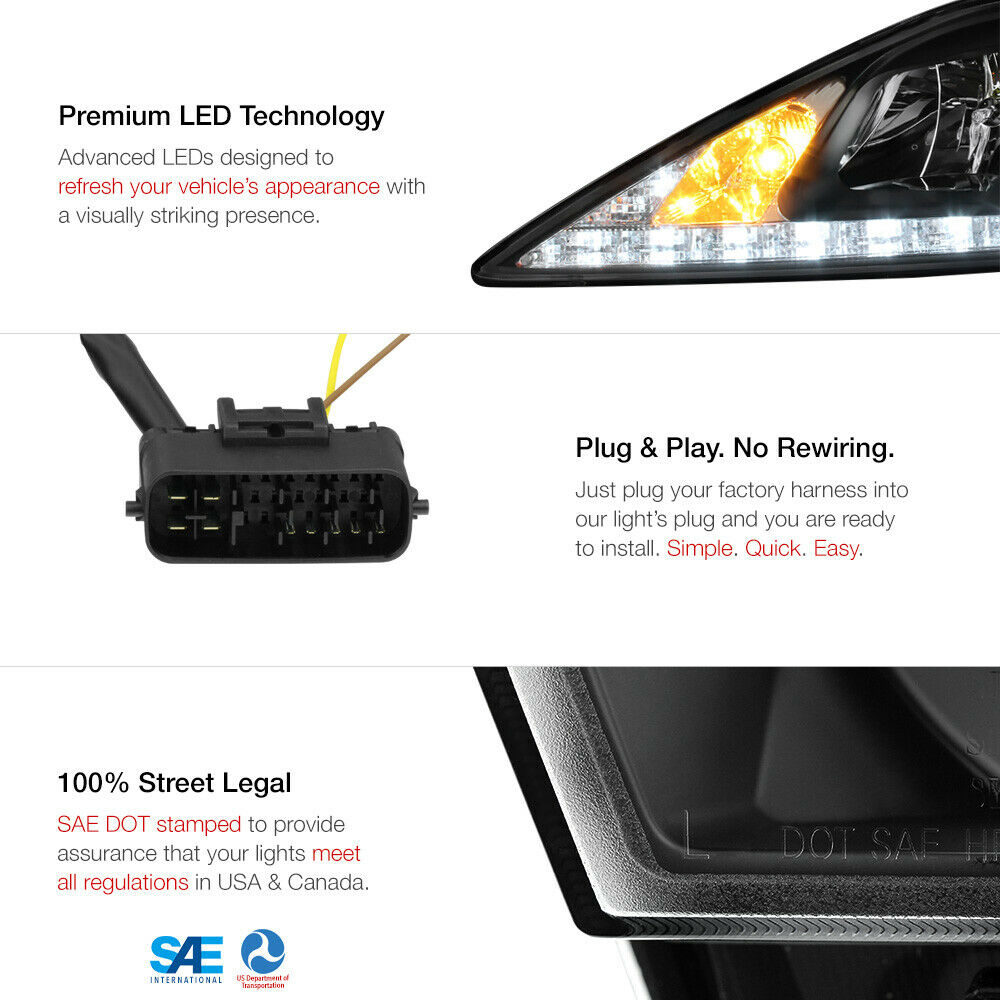 Premium LED Technology
Advanced LEDs designed to
refresh your vehicle's appearance with
a visually striking presence.
Plug & Play. No Rewiring.
Just plug your factory harness into
our light's plug and you are ready
to install. Simple. Quick. Easy.
100% Street Legal
SAE DOT stamped to provide
assurance that your lights meet
all regulations in USA & Canada.
L DOT SAE
SAE
INTERNATIONAL
US Department of
Transportation